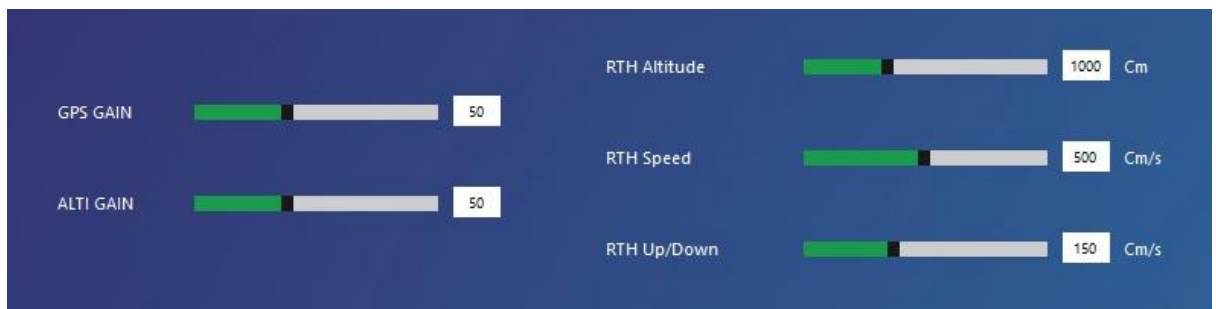 GPS GAIN 50
ALTI GAIN 50
RTH Altitude 1000 Cm
RTH Speed 500 Cm/s
RTH Up/Down 150 Cm/s